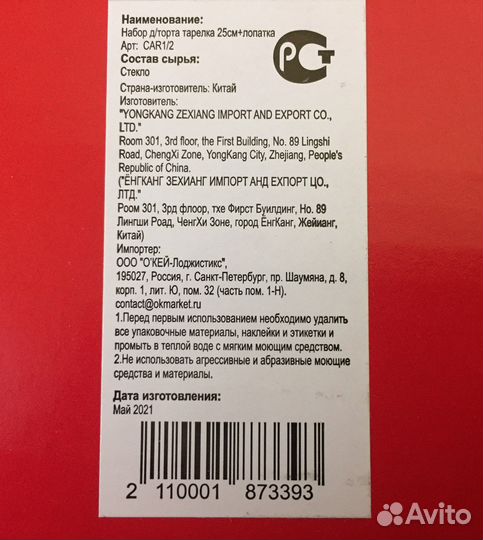 Наименование:
Набор д/торта тарелка 25см+лопатка
Арт: CAR1/2
Состав сырья:
Стекло
РСТ
Страна-изготовитель: Китай
Изготовитель:
"YONGKANG ZEXIANG IMPORT AND EXPORT CO.,
LTD."
Room 301, 3rd floor, the First Building, No. 89 Lingshi
Road, ChengXi Zone, YongKang City, Zhejiang, People's
Republic of China.
("ЁНГКАНГ ЗЕХИАНГ ИМПОРТ АНД ЕХПОРТ ЦО.,
ЛТД."
Роом 301, 3рд флоор, тхе Фирст Буилдинг, Но. 89
Лингши Роад, ЧенгХи Зоне, город ЁнгКанг, Жейианг,
Китай)
Импортер:
ООО "О'КЕЙ-Лоджистикс",
195027, Россия, г. Санкт-Петербург, пр. Шаумяна, д. 8,
корп. 1, лит. Ю, пом. 32 (часть пом. 1-Н).
contact@okmarket.ru
1.Перед первым использованием необходимо удалить
все упаковочные материалы, наклейки и этикетки и
промыть в теплой воде с мягким моющим средством.
2.Не использовать агрессивные и абразивные моющие
средства и материалы.
Дата изготовления:
Май 2021
2 110001 873393
Avito